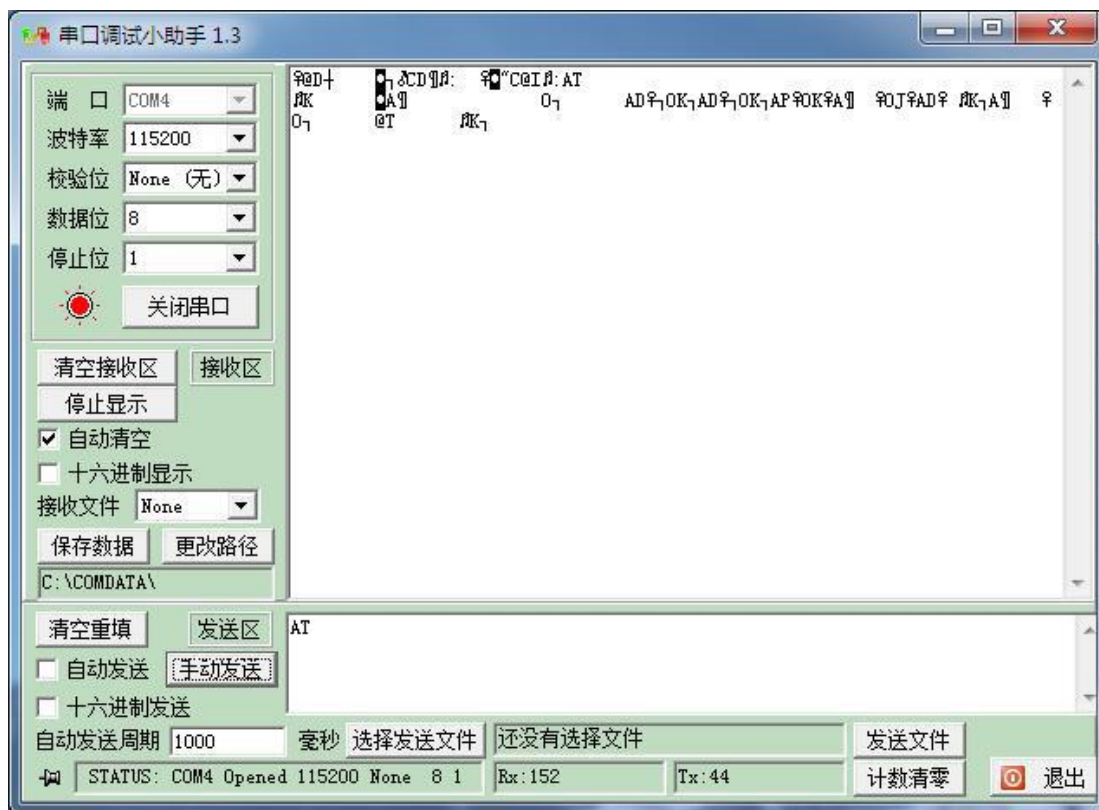 串口调试小助手 1.3
端 口 COM4
波特率 115200
校验位 None (无)
数据位 8
停止位 1
关闭串口
清空接收区 接收区
停止显示
自动清空
十六进制显示
接收文件 None
保存数据 更改路径
C:\COMDATA\
AT
AD♀┐OK┐AD♀┐OK┐AP♀OK♀A¶ ♀OJ♀AD♀
清空重填 发送区
AT
自动发送 手动发送
十六进制发送
自动发送周期 1000 毫秒 选择发送文件 还没有选择文件 发送文件
STATUS: COM4 Opened 115200 None 8 1 Rx:152 Tx:44 计数清零 退出